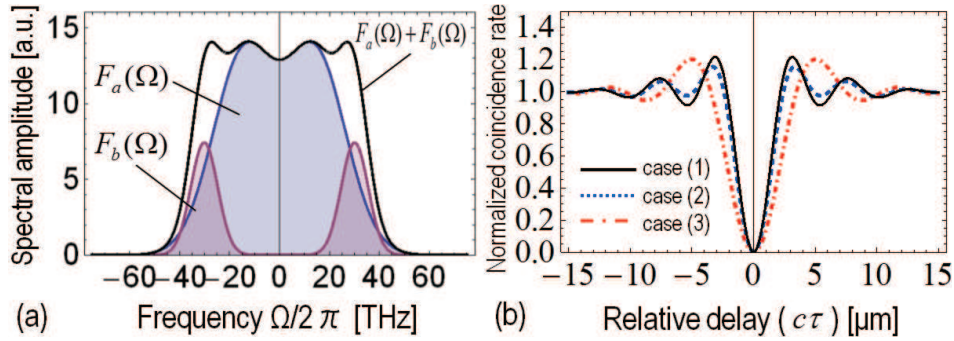 Spectral amplitude [a.u.]
15
10
5
0
F_a(Ω)
F_b(Ω)
F_a(Ω)+F_b(Ω)
−60 −40 −20 0 20 40 60
(a) Frequency Ω/2 π [THz]
Normalized coincidence rate
1.4
1.2
1.0
0.8
0.6
0.4
0.2
0.0
case (1)
case (2)
case (3)
−15 −10 −5 0 5 10 15
(b) Relative delay ( cτ ) [μm]